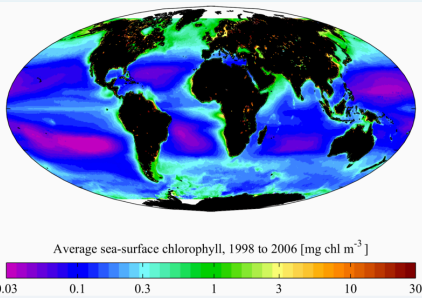 Average sea-surface chlorophyll, 1998 to 2006 [mg chl m⁻³]
0.03 0.1 0.3 1 3 10 30